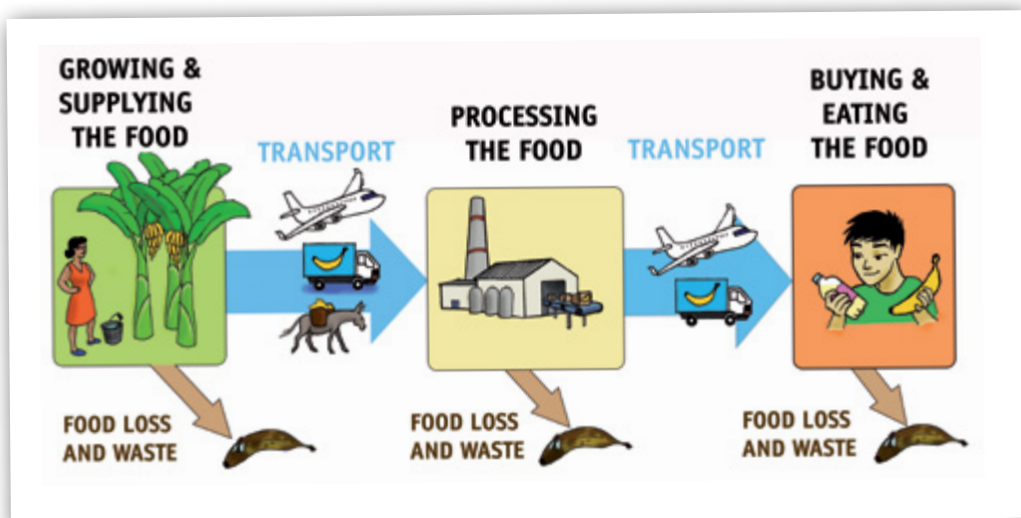 GROWING &
SUPPLYING
THE FOOD
TRANSPORT
PROCESSING
THE FOOD
TRANSPORT
BUYING &
EATING
THE FOOD
FOOD LOSS
AND WASTE
FOOD LOSS
AND WASTE
FOOD LOSS
AND WASTE